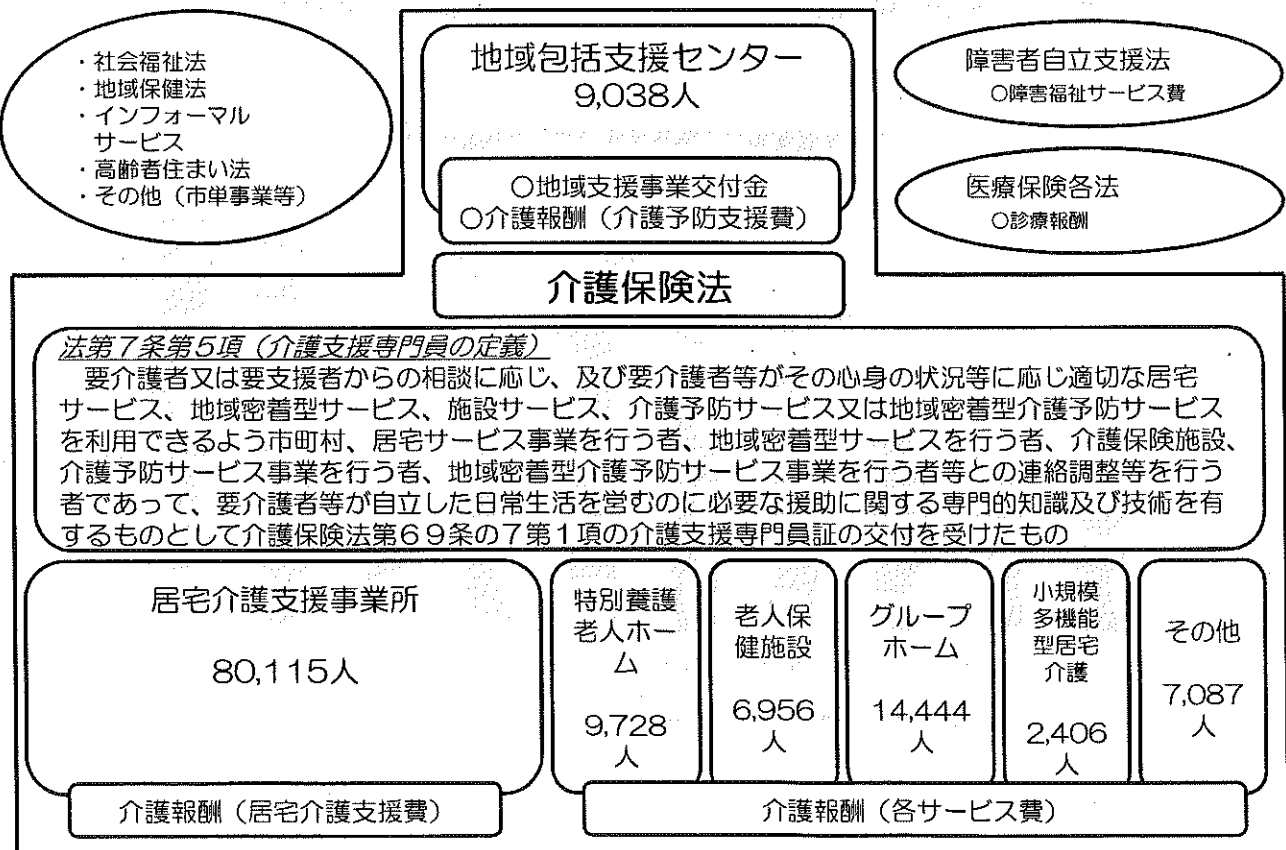 ・社会福祉法
・地域保健法
・インフォーマル
サービス
・高齢者住まい法
・その他（市単事業等）
地域包括支援センター
9,038人
○地域支援事業交付金
○介護報酬（介護予防支援費）
障害者自立支援法
○障害福祉サービス費
医療保険各法
○診療報酬
介護保険法
法第７条第５項（介護支援専門員の定義）
要介護者又は要支援者からの相談に応じ、及び要介護者等がその心身の状況等に応じ適切な居宅
サービス、地域密着型サービス、施設サービス、介護予防サービス又は地域密着型介護予防サービス
を利用できるよう市町村、居宅サービス事業を行う者、地域密着型サービスを行う者、介護保険施設、
介護予防サービス事業を行う者、地域密着型介護予防サービス事業を行う者等との連絡調整等を行う
者であって、要介護者等が自立した日常生活を営むのに必要な援助に関する専門的知識及び技術を有
するものとして介護保険法第６９条の７第１項の介護支援専門員証の交付を受けたもの
居宅介護支援事業所
80,115人
特別養護
老人ホー
ム
9,728
人
老人保
健施設
6,956
人
グループ
ホーム
14,444
人
小規模
多機能
型居宅
介護
2,406
人
その他
7,087
人
介護報酬（居宅介護支援費）
介護報酬（各サービス費）